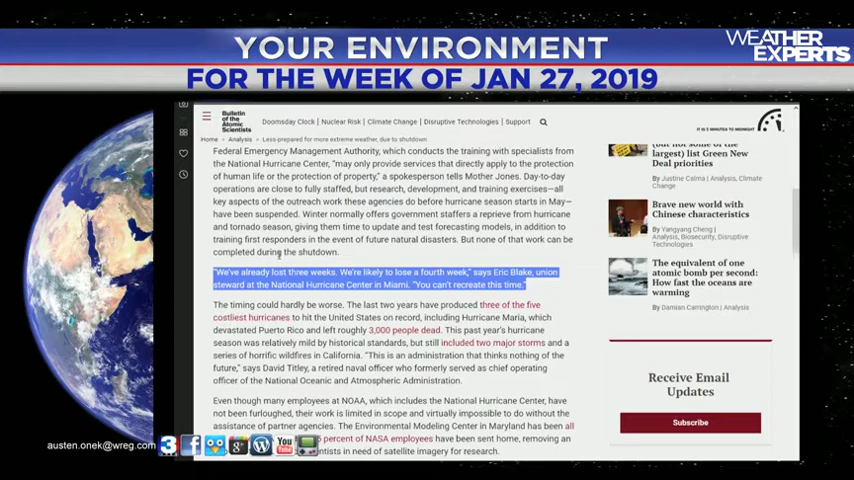 YOUR ENVIRONMENT
WEATHER
EXPERTS
FOR THE WEEK OF JAN 27, 2019
Bulletin
of the
Atomic
Scientists
Doomsday Clock | Nuclear Risk | Climate Change | Disruptive Technologies | Support
IT IS 2 MINUTES TO MIDNIGHT
Home Analysis Less prepared for more extreme weather, due to shutdown
Federal Emergency Management Authority, which conducts the training with specialists from
the National Hurricane Center, “may only provide services that directly apply to the protection
of human life or the protection of property,” a spokesperson tells Mother Jones. Day-to-day
operations are close to fully staffed, but research, development, and training exercises—all
key aspects of the outreach work these agencies do before hurricane season starts in May—
have been suspended. Winter normally offers government staffers a reprieve from hurricane
and tornado season, giving them time to update and test forecasting models, in addition to
training first responders in the event of future natural disasters. But none of that work can be
completed during the shutdown.
“We’ve already lost three weeks. We’re likely to lose a fourth week,” says Eric Blake, union
steward at the National Hurricane Center in Miami. “You can’t recreate this time.”
The timing could hardly be worse. The last two years have produced three of the five
costliest hurricanes to hit the United States on record, including Hurricane Maria, which
devastated Puerto Rico and left roughly 3,000 people dead. This past year’s hurricane
season was relatively mild by historical standards, but still included two major storms and a
series of horrific wildfires in California. “This is an administration that thinks nothing of the
future,” says David Titley, a retired naval officer who formerly served as chief operating
officer of the National Oceanic and Atmospheric Administration.
Even though many employees at NOAA, which includes the National Hurricane Center, have
not been furloughed, their work is limited in scope and virtually impossible to do without the
assistance of partner agencies. The Environmental Modeling Center in Maryland has been all
percent of NASA employees have been sent home, removing an
scientists in need of satellite imagery for research.
(but not some of the
largest) list Green New
Deal priorities
By Justine Calma | Analysis, Climate
Change
Brave new world with
Chinese characteristics
By Yangyang Cheng |
Analysis, Biosecurity, Disruptive
Technologies
The equivalent of one
atomic bomb per second:
How fast the oceans are
warming
By Damian Carrington | Analysis
Receive Email
Updates
Subscribe
austen.onek@wreg.com
3
f
g+
W
You
Tube